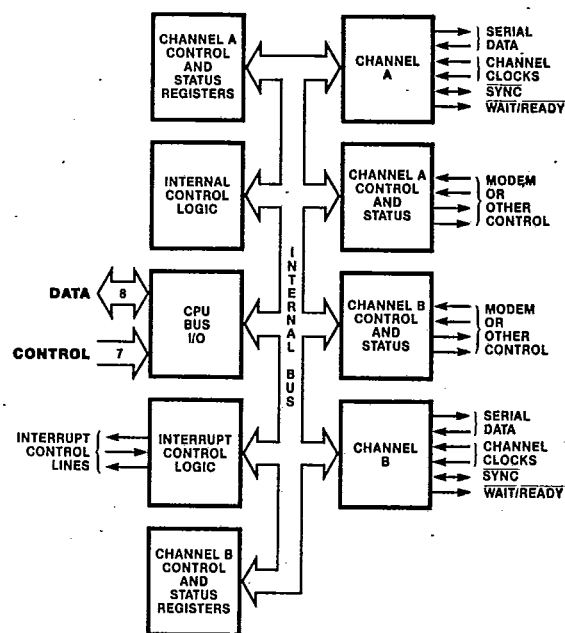 CHANNEL A
CONTROL
AND
STATUS
REGISTERS
CHANNEL
A
SERIAL
DATA
CHANNEL
CLOCKS
SYNC
WAIT/READY
INTERNAL
CONTROL
LOGIC
CHANNEL A
CONTROL
AND
STATUS
MODEM
OR
OTHER
CONTROL
DATA
8
CONTROL
7
CPU
BUS
I/O
INTERNAL BUS
CHANNEL B
CONTROL
AND
STATUS
MODEM
OR
OTHER
CONTROL
INTERRUPT
CONTROL
LINES
INTERRUPT
CONTROL
LOGIC
CHANNEL
B
SERIAL
DATA
CHANNEL
CLOCKS
SYNC
WAIT/READY
CHANNEL B
CONTROL
AND
STATUS
REGISTERS